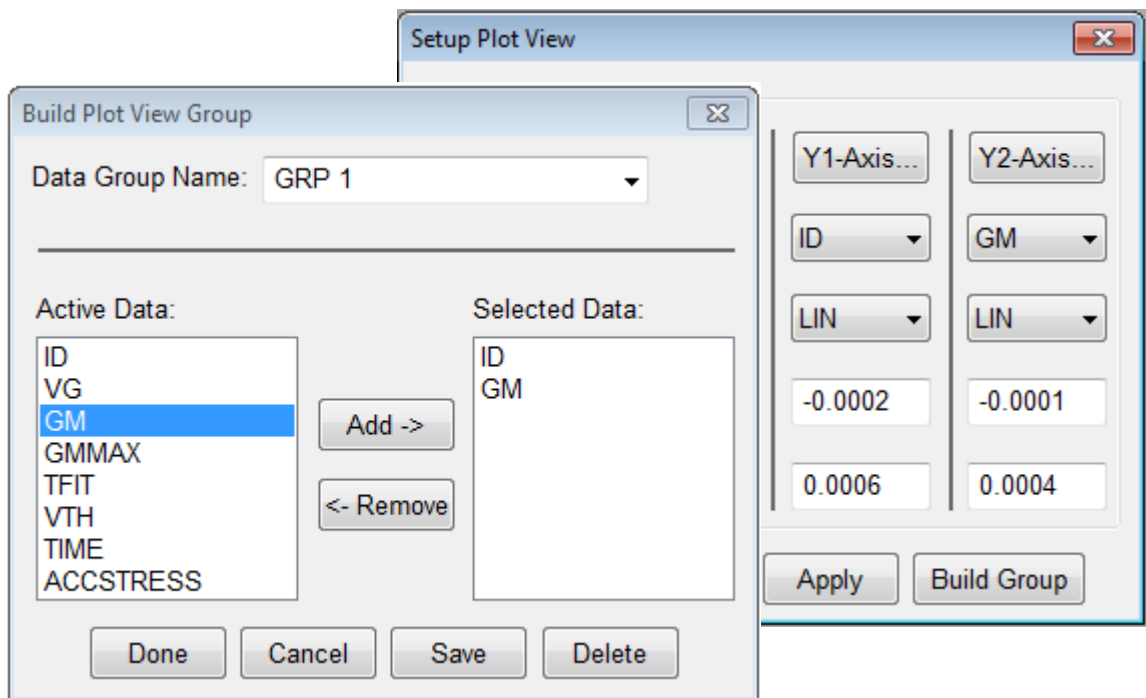 Setup Plot View
Y1-Axis... Y2-Axis...
ID GM
LIN LIN
-0.0002 -0.0001
0.0006 0.0004
Apply Build Group
Build Plot View Group
Data Group Name: GRP 1
Active Data:
ID
VG
GM
GMMAX
TFIT
VTH
TIME
ACCSTRESS
Add ->
<- Remove
Selected Data:
ID
GM
Done Cancel Save Delete